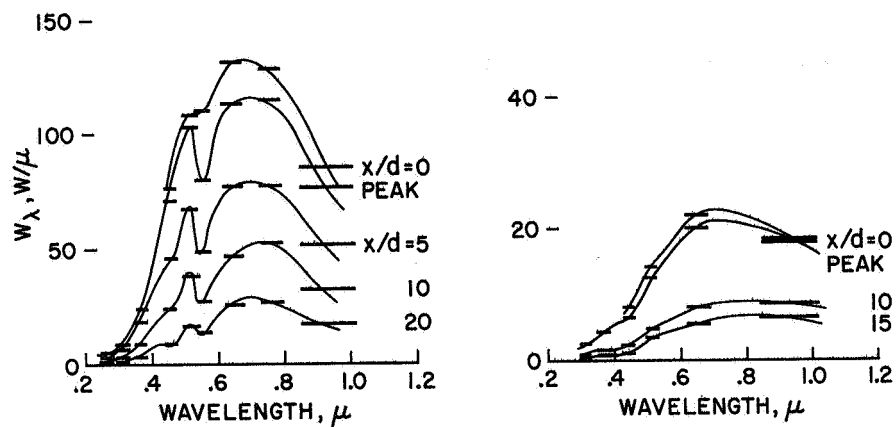 150
100
50
0
W_λ, W/μ
x/d=0
PEAK
x/d=5
10
20
.2 .4 .6 .8 1.0 1.2
WAVELENGTH, μ
40
20
0
x/d=0
PEAK
10
15
.2 .4 .6 .8 1.0 1.2
WAVELENGTH, μ